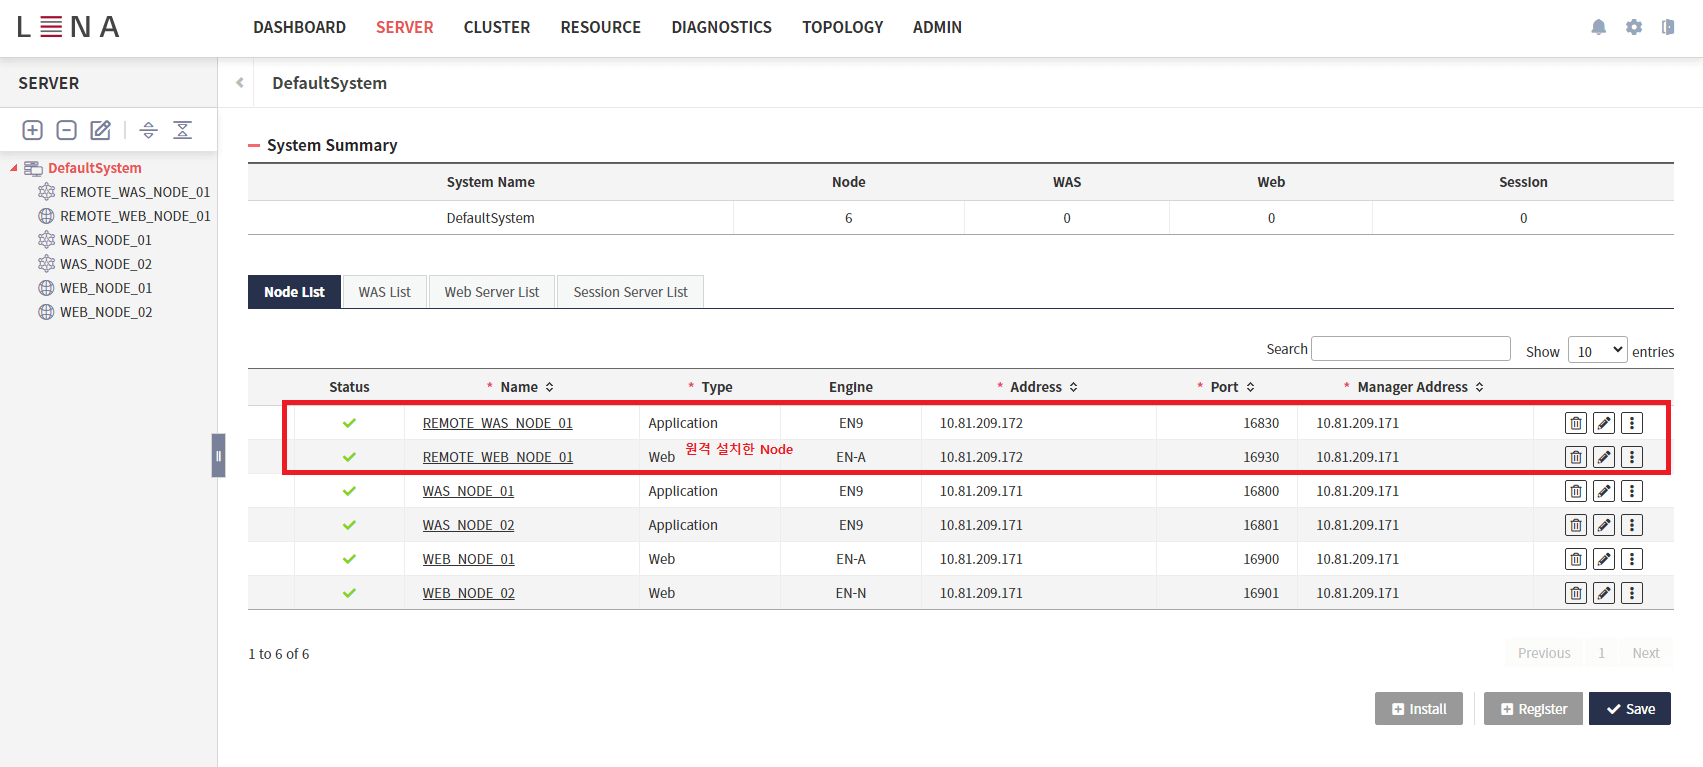 LENA DASHBOARD SERVER CLUSTER RESOURCE DIAGNOSTICS TOPOLOGY ADMIN
SERVER
DefaultSystem
DefaultSystem
REMOTE_WAS_NODE_01
REMOTE_WEB_NODE_01
WAS_NODE_01
WAS_NODE_02
WEB_NODE_01
WEB_NODE_02
System Summary
System Name Node WAS Web Session
DefaultSystem 6 0 0 0
Node List WAS List Web Server List Session Server List
Search Show 10 entries
Status * Name * Type Engine * Address * Port * Manager Address
REMOTE_WAS_NODE_01 Application EN9 10.81.209.172 16830 10.81.209.171
원격 설치한 Node
REMOTE_WEB_NODE_01 Web EN-A 10.81.209.172 16930 10.81.209.171
WAS_NODE_01 Application EN9 10.81.209.171 16800 10.81.209.171
WAS_NODE_02 Application EN9 10.81.209.171 16801 10.81.209.171
WEB_NODE_01 Web EN-A 10.81.209.171 16900 10.81.209.171
WEB_NODE_02 Web EN-N 10.81.209.171 16901 10.81.209.171
1 to 6 of 6
Previous 1 Next
Install Register Save